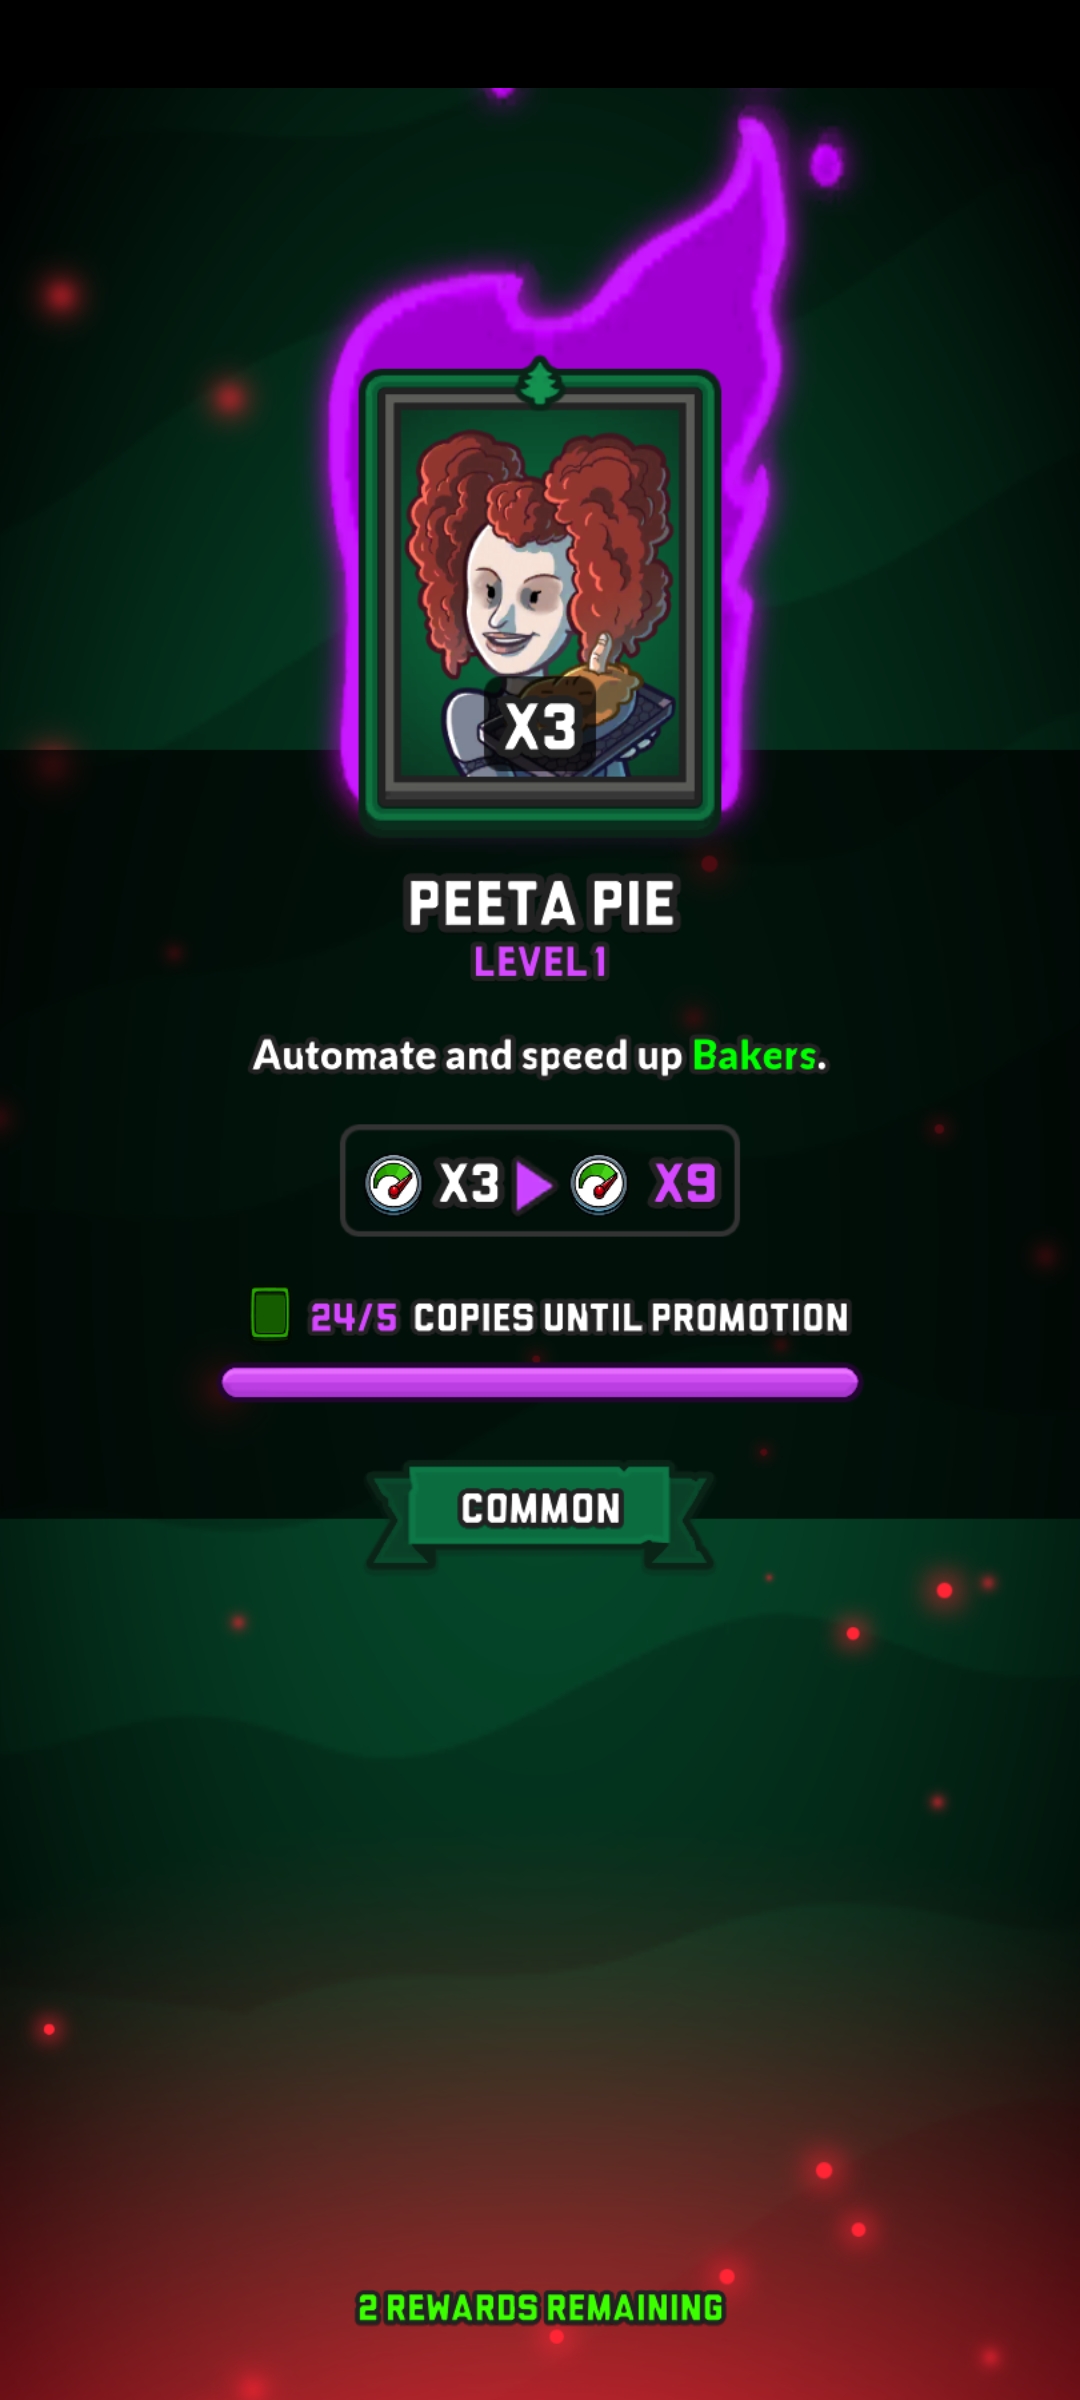 X3
PEETA PIE
LEVEL 1
Automate and speed up Bakers.
X3 X9
24/5 COPIES UNTIL PROMOTION
COMMON
2 REWARDS REMAINING